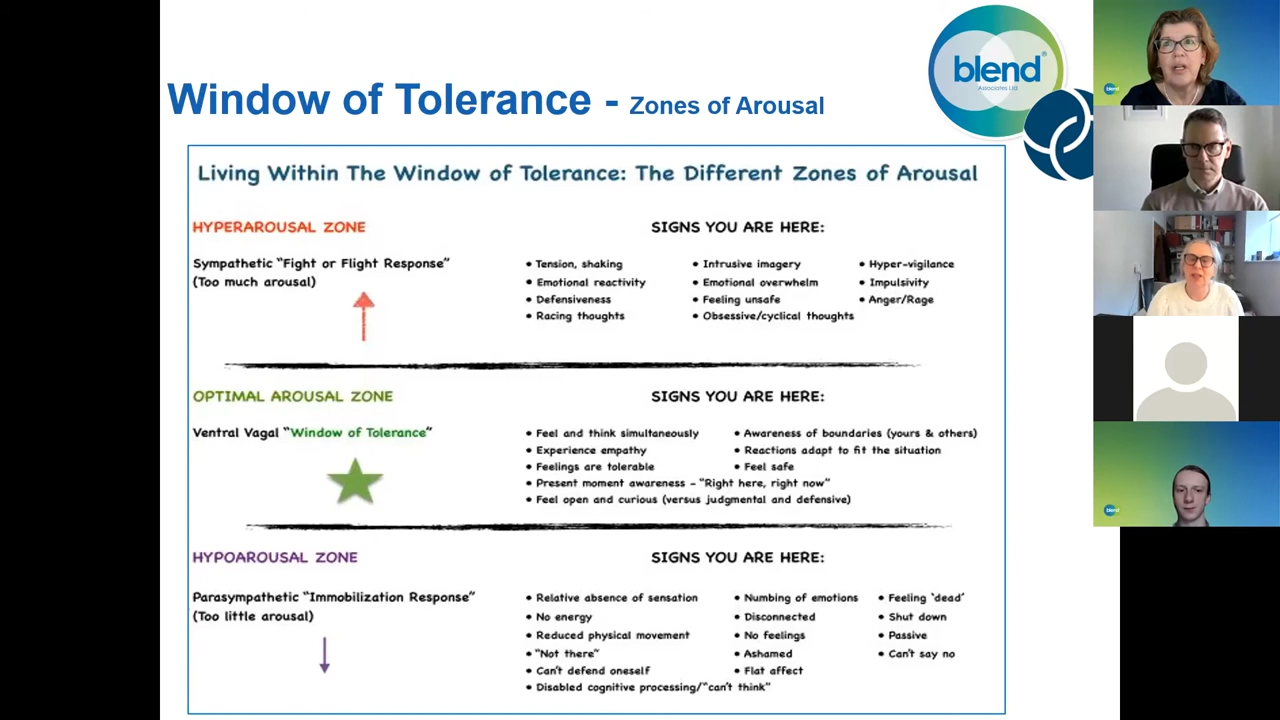 Window of Tolerance - Zones of Arousal
blend®
Associates Ltd
Living Within The Window of Tolerance: The Different Zones of Arousal
HYPERAROUSAL ZONE
SIGNS YOU ARE HERE:
Sympathetic “Fight or Flight Response”
(Too much arousal)
• Tension, shaking
• Emotional reactivity
• Defensiveness
• Racing thoughts
• Intrusive imagery
• Emotional overwhelm
• Feeling unsafe
• Obsessive/cyclical thoughts
• Hyper-vigilance
• Impulsivity
• Anger/Rage
OPTIMAL AROUSAL ZONE
SIGNS YOU ARE HERE:
Ventral Vagal “Window of Tolerance”
• Feel and think simultaneously
• Experience empathy
• Feelings are tolerable
• Present moment awareness - “Right here, right now”
• Feel open and curious (versus judgmental and defensive)
• Awareness of boundaries (yours & others)
• Reactions adapt to fit the situation
• Feel safe
HYPOAROUSAL ZONE
SIGNS YOU ARE HERE:
Parasympathetic “Immobilization Response”
(Too little arousal)
• Relative absence of sensation
• No energy
• Reduced physical movement
• “Not there”
• Can't defend oneself
• Disabled cognitive processing/“can't think”
• Numbing of emotions
• Disconnected
• No feelings
• Ashamed
• Flat affect
• Feeling ‘dead’
• Shut down
• Passive
• Can't say no
blend
blend